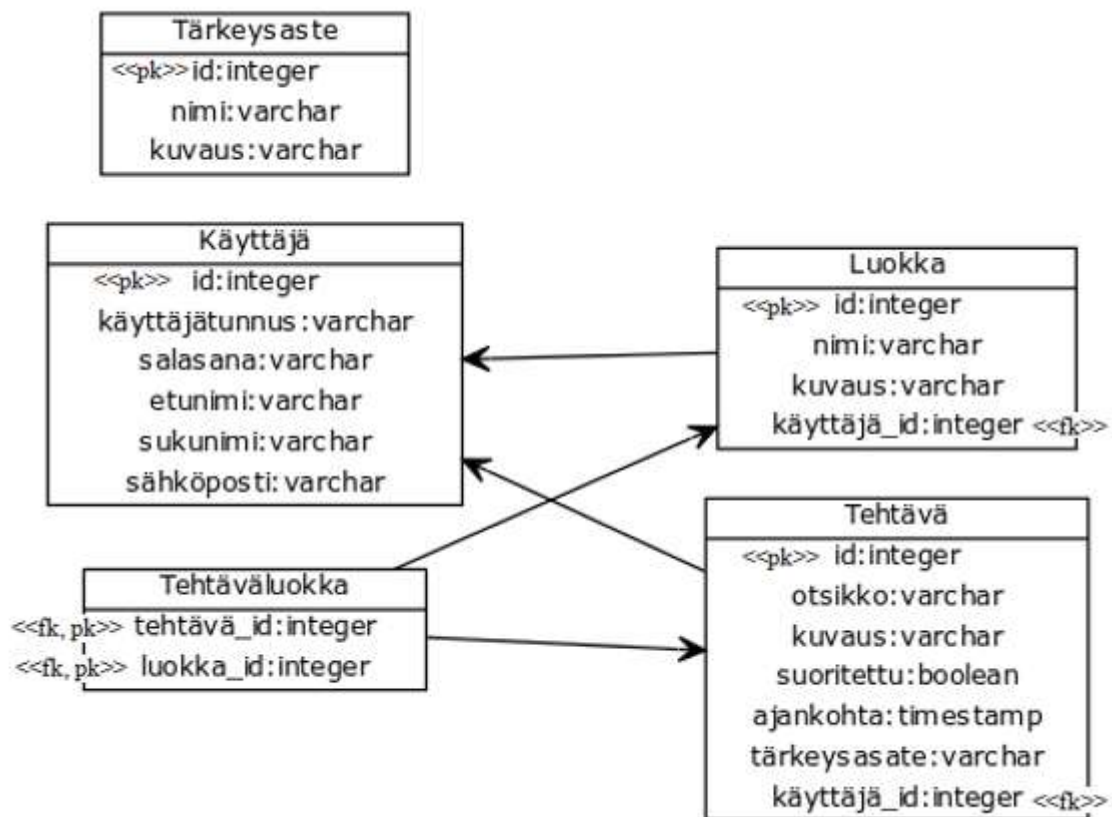 Tärkeysaste
<<pk>> id:integer
nimi:varchar
kuvaus:varchar
Käyttäjä
<<pk>> id:integer
käyttäjätunnus:varchar
salasana:varchar
etunimi:varchar
sukunimi:varchar
sähköposti:varchar
Luokka
<<pk>> id:integer
nimi:varchar
kuvaus:varchar
käyttäjä_id:integer <<fk>>
Tehtäväluokka
<<fk, pk>> tehtävä_id:integer
<<fk, pk>> luokka_id:integer
Tehtävä
<<pk>> id:integer
otsikko:varchar
kuvaus:varchar
suoritettu:boolean
ajankohta:timestamp
tärkeysasate:varchar
käyttäjä_id:integer <<fk>>